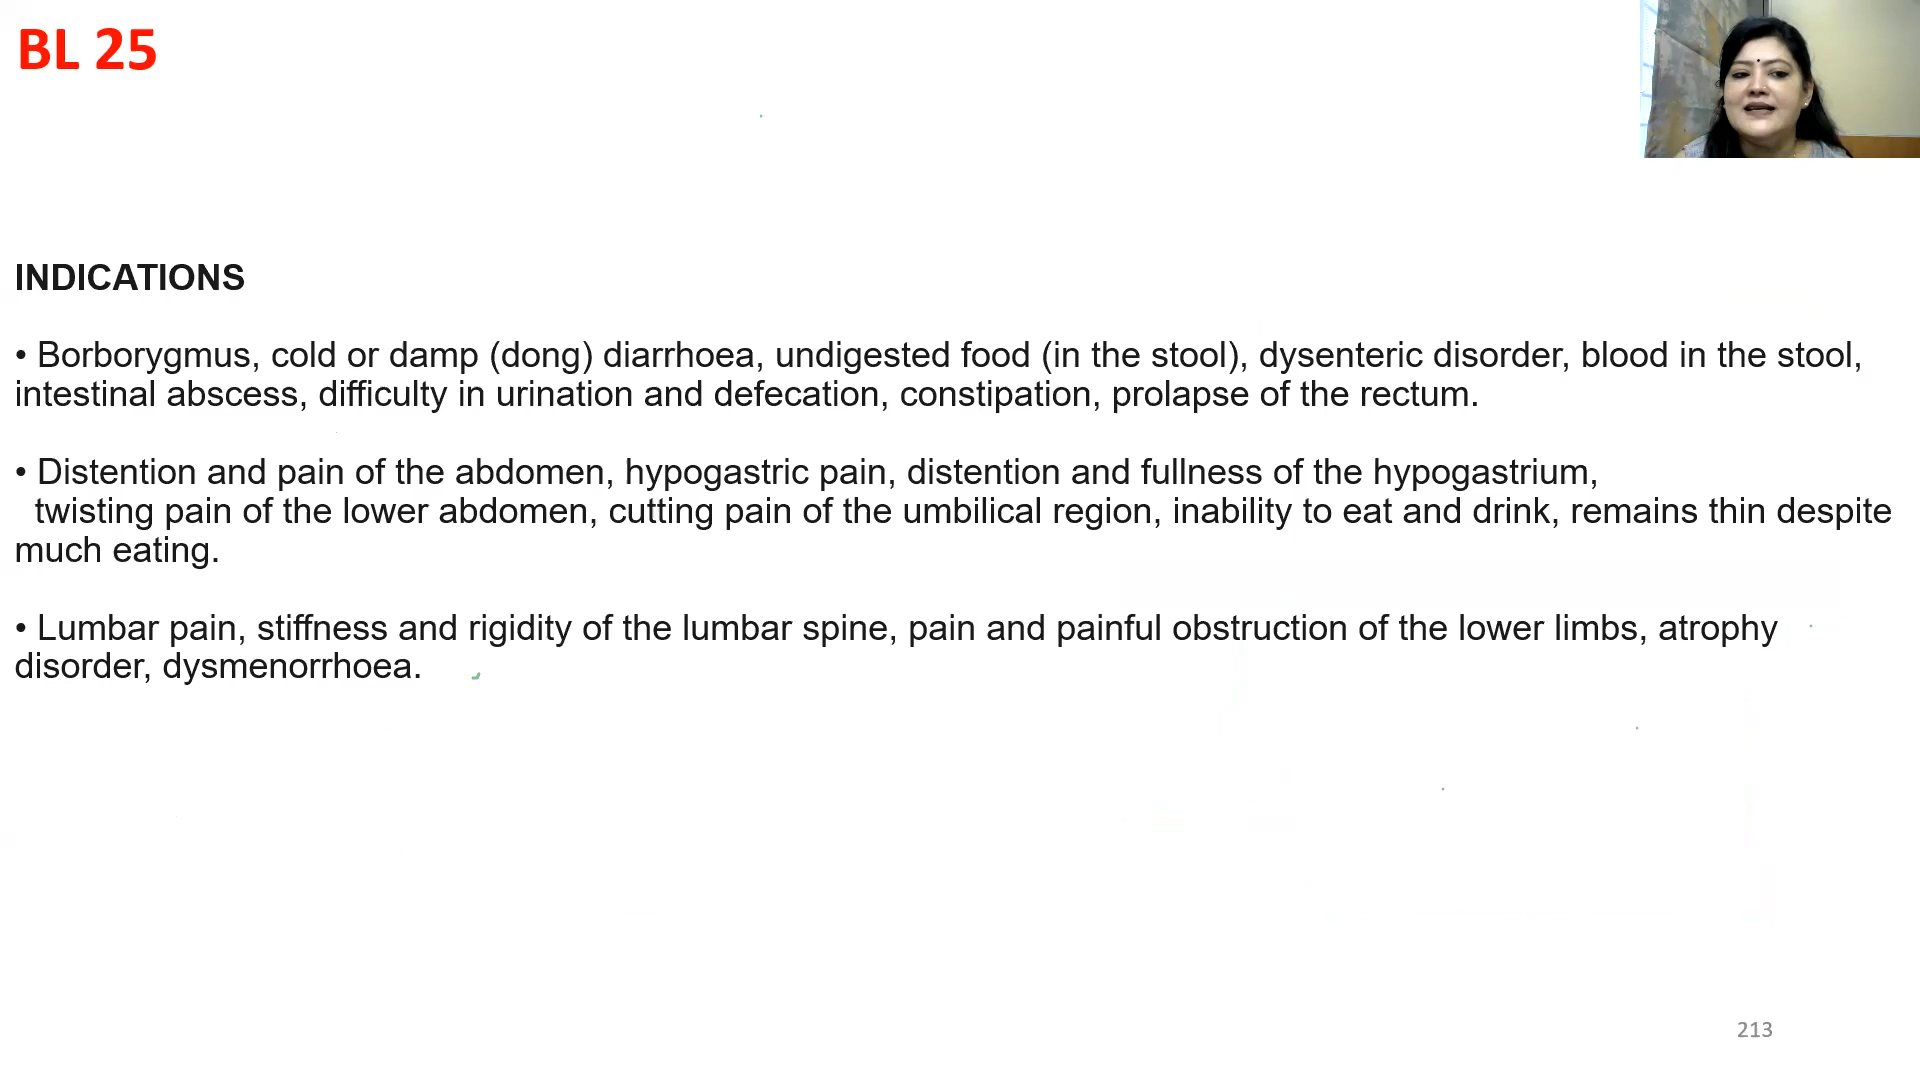 BL 25
INDICATIONS
• Borborygmus, cold or damp (dong) diarrhoea, undigested food (in the stool), dysenteric disorder, blood in the stool,
intestinal abscess, difficulty in urination and defecation, constipation, prolapse of the rectum.
• Distention and pain of the abdomen, hypogastric pain, distention and fullness of the hypogastrium,
twisting pain of the lower abdomen, cutting pain of the umbilical region, inability to eat and drink, remains thin despite
much eating.
• Lumbar pain, stiffness and rigidity of the lumbar spine, pain and painful obstruction of the lower limbs, atrophy
disorder, dysmenorrhoea.
213